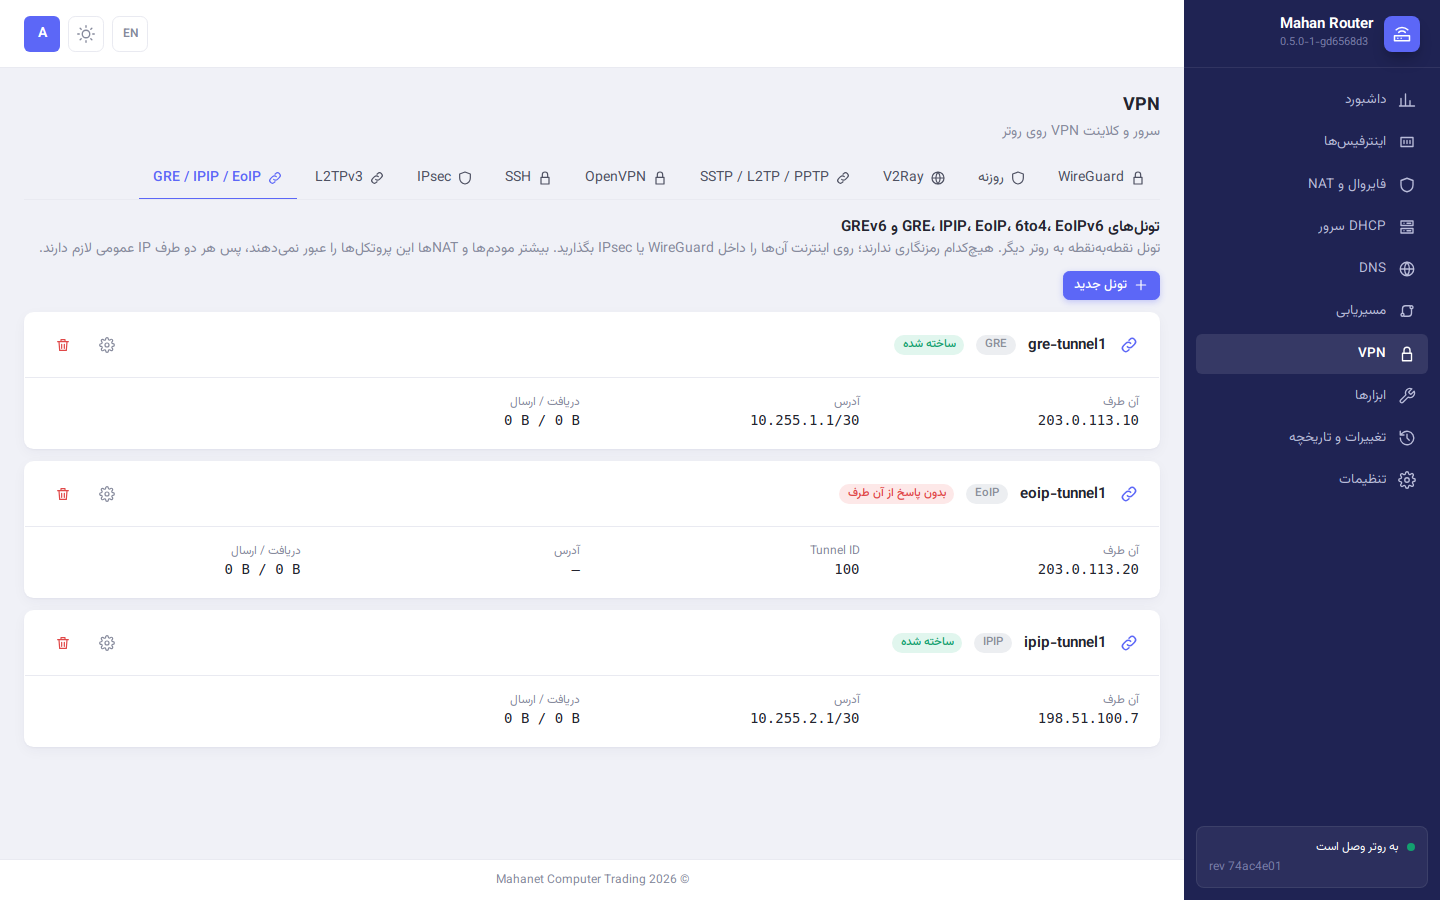 Mahan Router
0.5.0-1-gd6568d3
داشبورد
اینترفیس‌ها
فایروال و NAT
سرور DHCP
DNS
مسیریابی
VPN
ابزارها
تغییرات و تاریخچه
تنظیمات
به روتر وصل است
rev 74ac4e01
EN
A
VPN
سرور و کلاینت VPN روی روتر
WireGuard
روزنه
V2Ray
SSTP / L2TP / PPTP
OpenVPN
SSH
IPsec
L2TPv3
GRE / IPIP / EoIP
تونل‌های GRE، IPIP، EoIP، 6to4، EoIPv6 و GREv6
تونل نقطه‌به‌نقطه به روتر دیگر. هیچ‌کدام رمزنگاری ندارند؛ روی اینترنت آن‌ها را داخل WireGuard یا IPsec بگذارید. بیشتر مودم‌ها و NATها این پروتکل‌ها را عبور نمی‌دهند، پس هر دو طرف IP عمومی لازم دارند.
تونل جدید
gre-tunnel1 GRE ساخته شده
آن طرف آدرس دریافت / ارسال
203.0.113.10 10.255.1.1/30 0 B / 0 B
eoip-tunnel1 EoIP بدون پاسخ از آن طرف
آن طرف Tunnel ID آدرس دریافت / ارسال
203.0.113.20 100 — 0 B / 0 B
ipip-tunnel1 IPIP ساخته شده
آن طرف آدرس دریافت / ارسال
198.51.100.7 10.255.2.1/30 0 B / 0 B
Mahanet Computer Trading 2026 ©